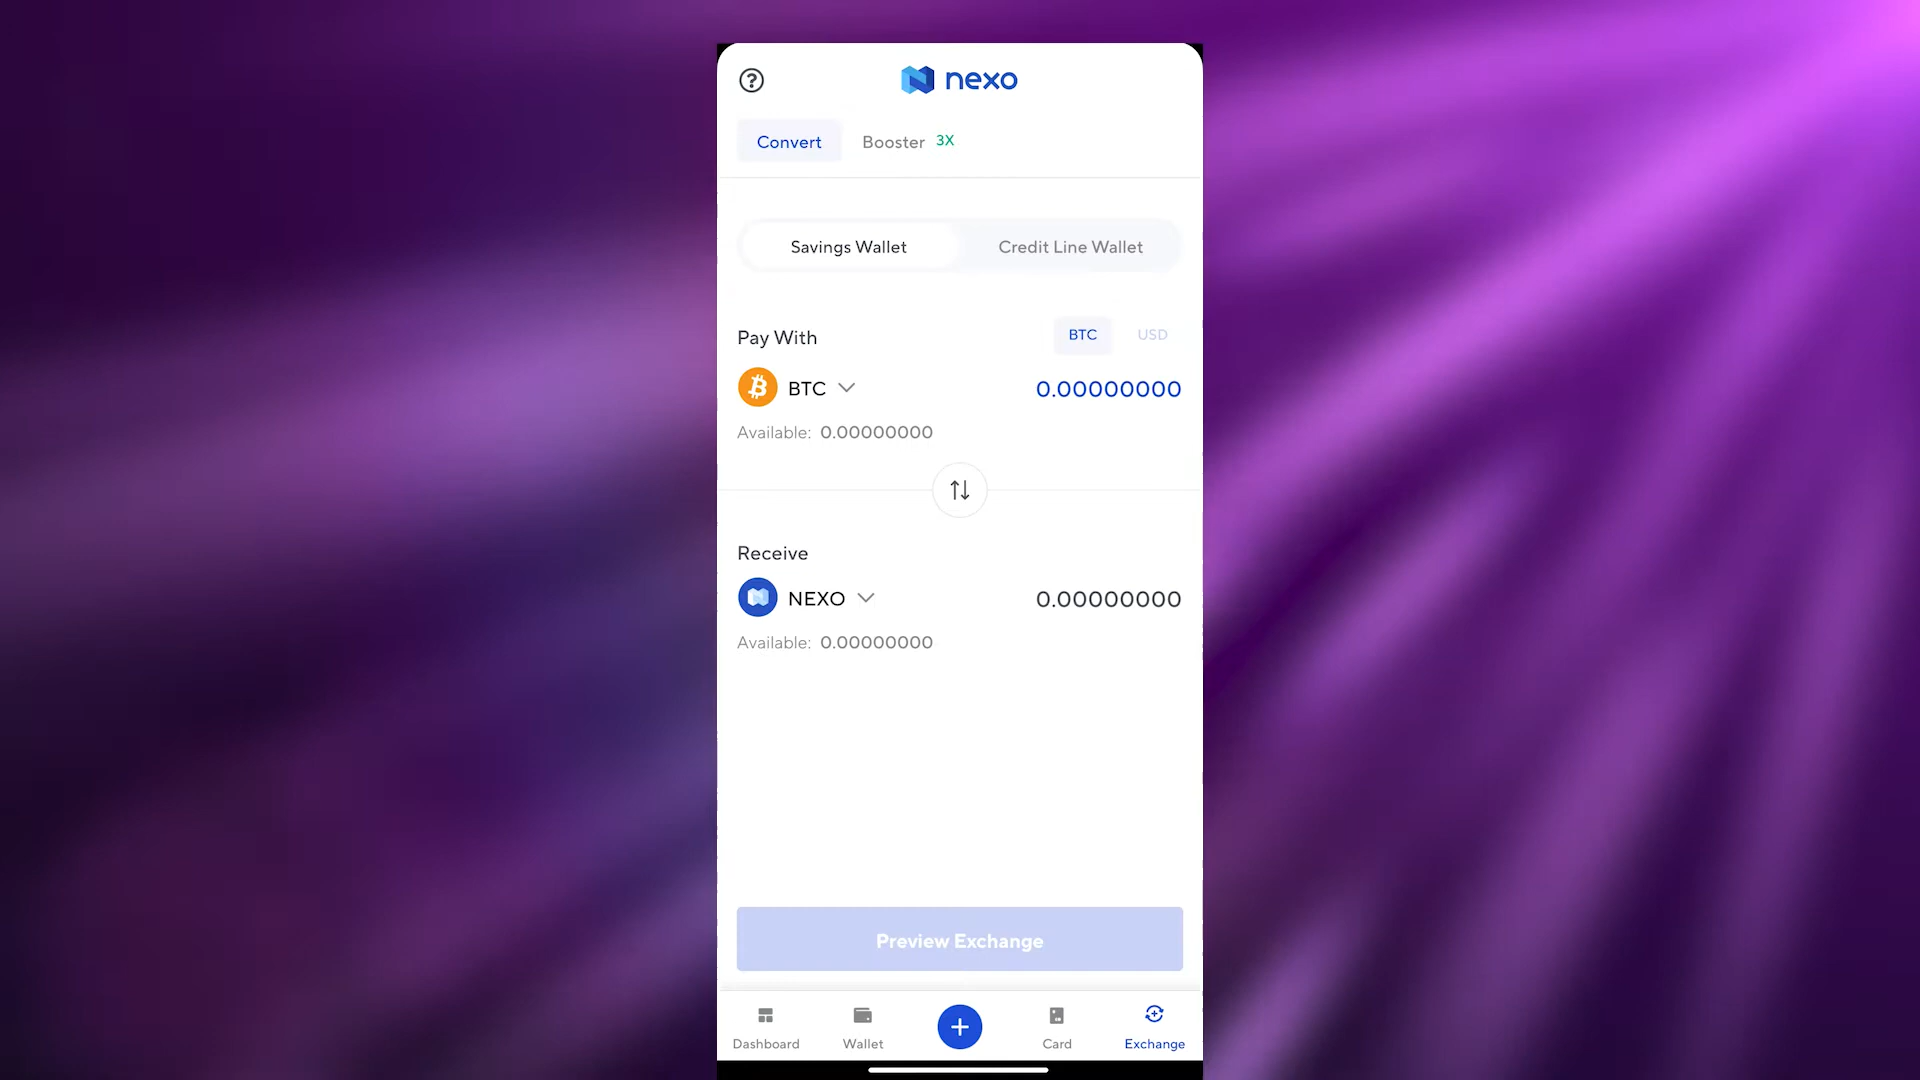 nexo
Convert
Booster 3X
Savings Wallet
Credit Line Wallet
Pay With
BTC
USD
BTC
0.00000000
Available: 0.00000000
Receive
NEXO
0.00000000
Available: 0.00000000
Preview Exchange
Dashboard
Wallet
Card
Exchange